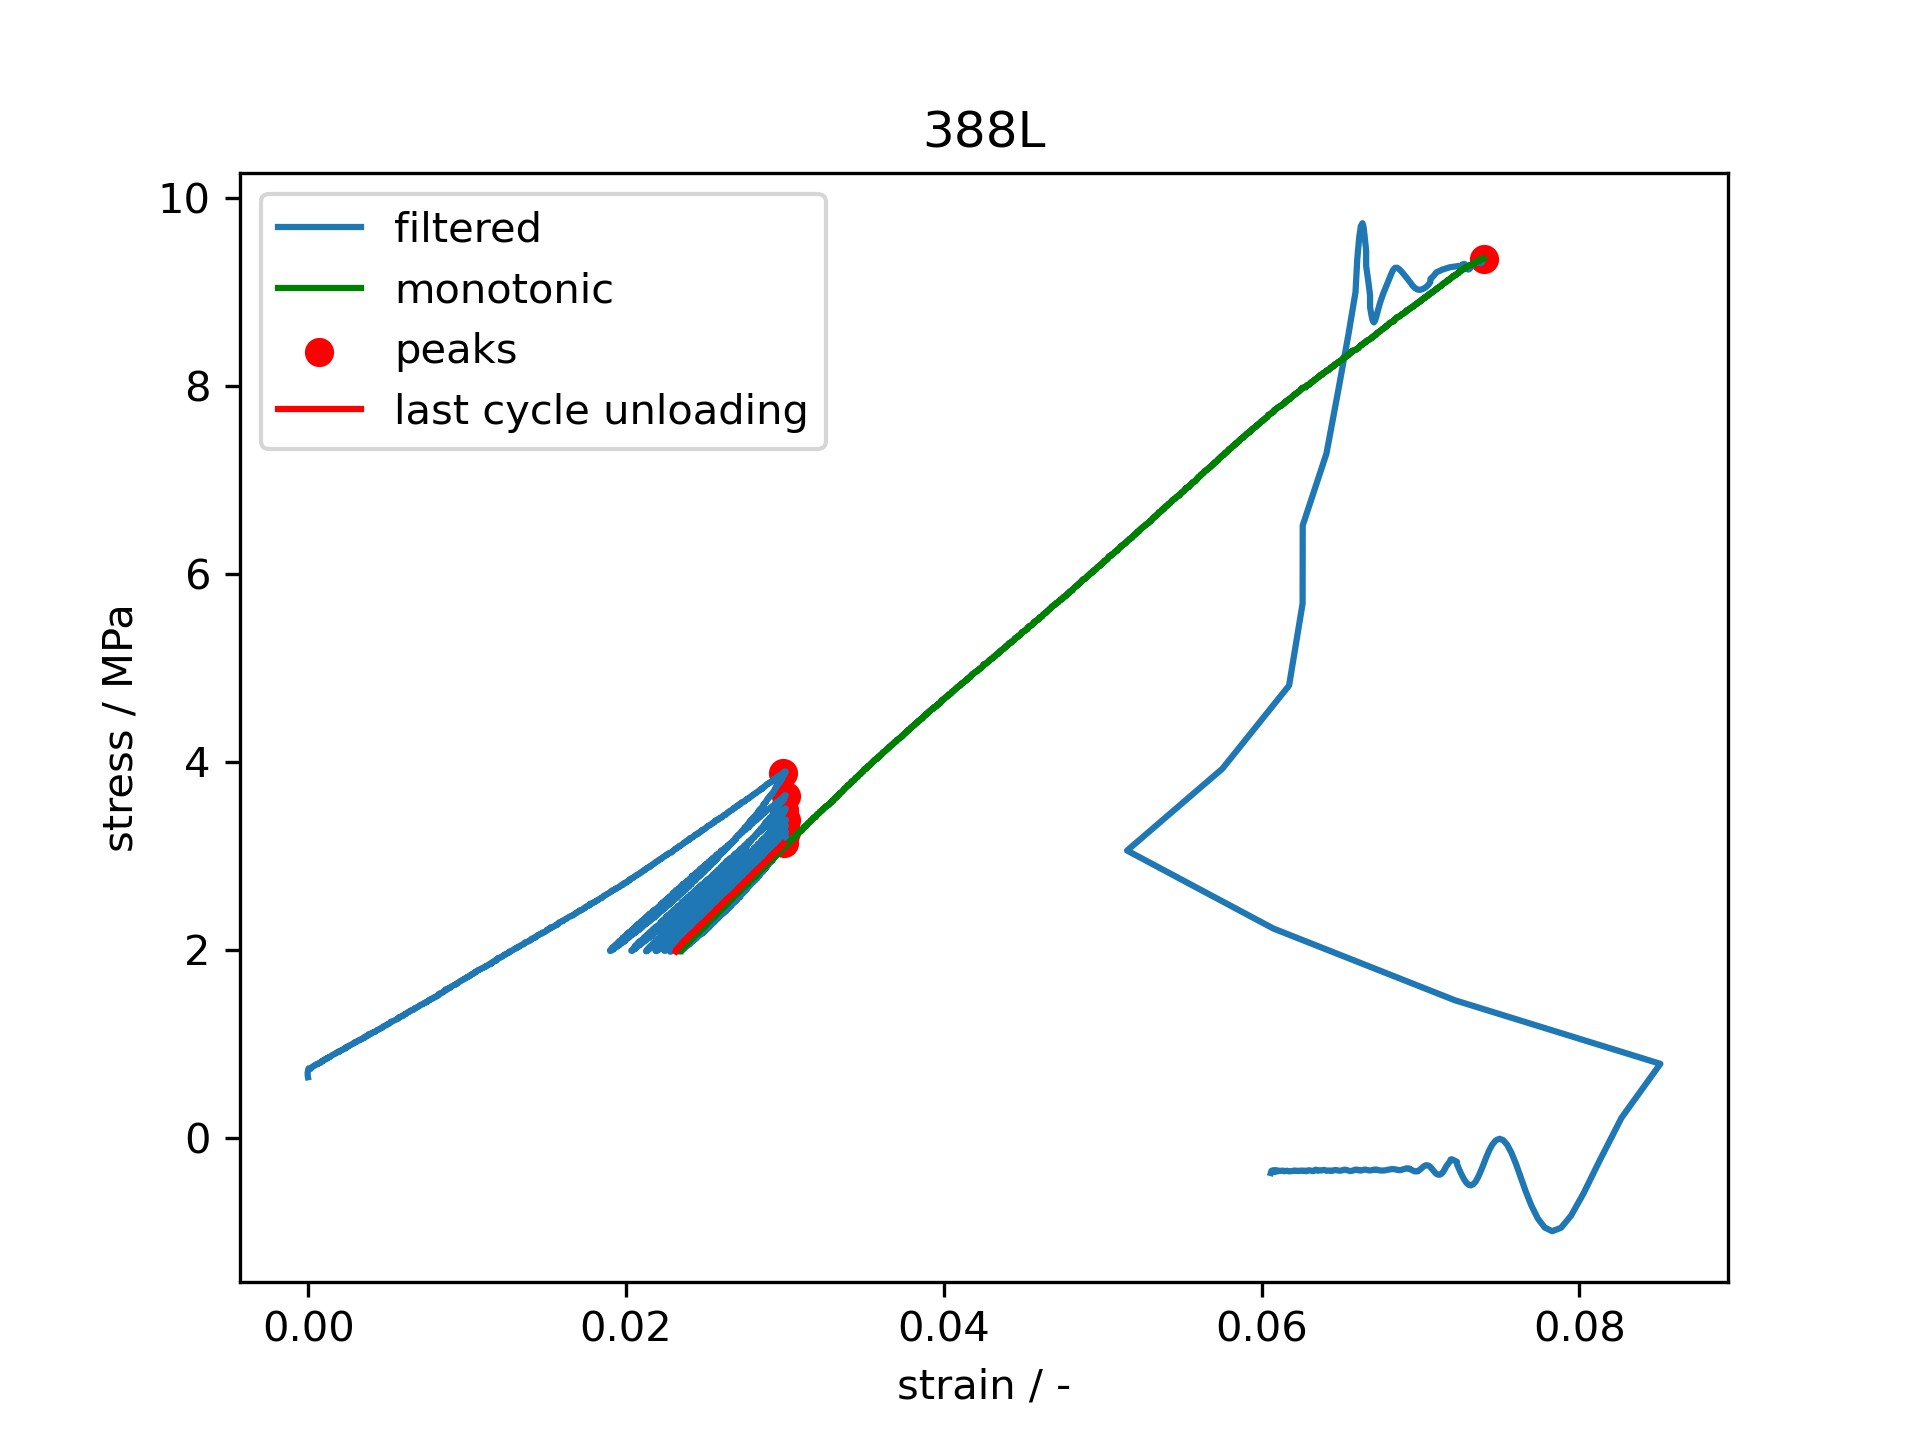 388L
10
8
6
4
2
0
stress / MPa
filtered
monotonic
peaks
last cycle unloading
0.00 0.02 0.04 0.06 0.08
strain / -